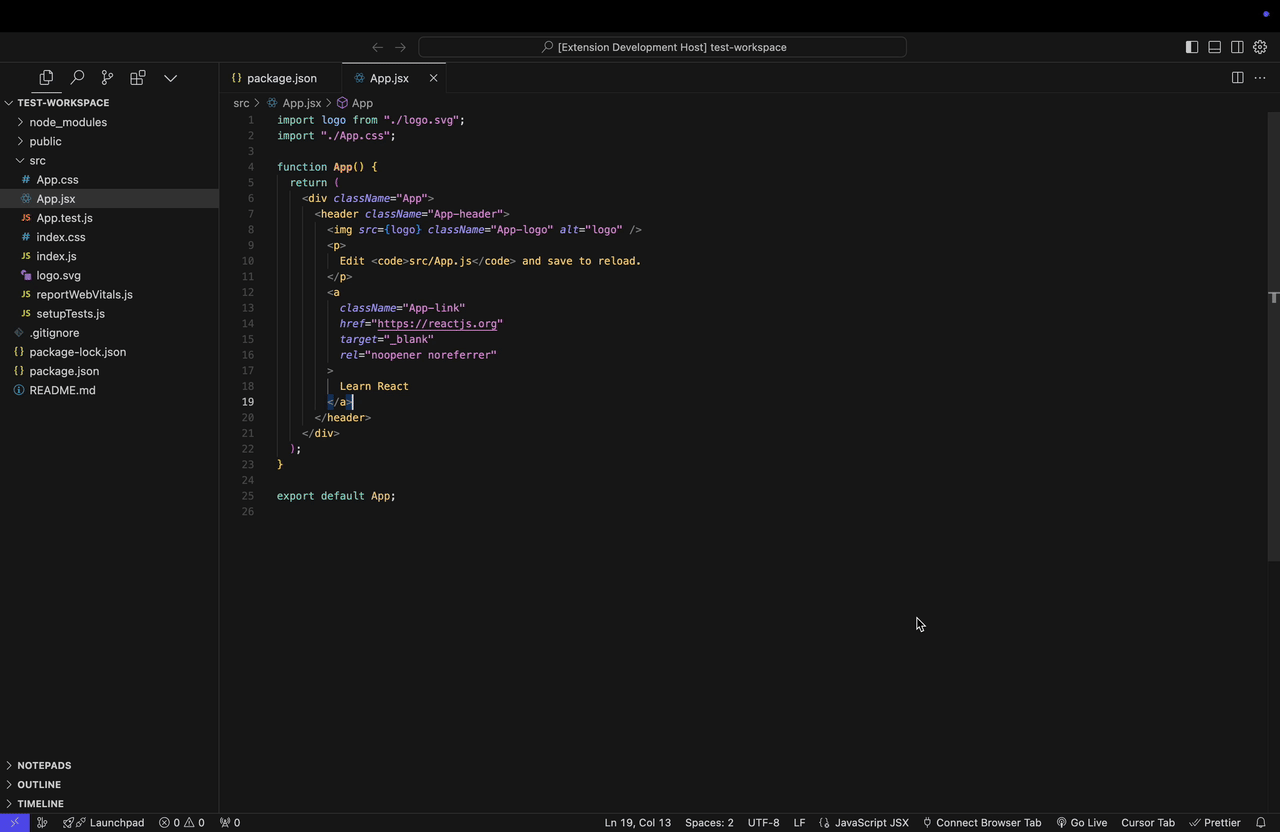 [Extension Development Host] test-workspace
TEST-WORKSPACE
node_modules
public
src
# App.css
App.jsx
JS App.test.js
# index.css
JS index.js
logo.svg
JS reportWebVitals.js
JS setupTests.js
.gitignore
{} package-lock.json
{} package.json
README.md
NOTEPADS
OUTLINE
TIMELINE
{} package.json
App.jsx
src > App.jsx > App
1 import logo from "./logo.svg";
2 import "./App.css";
3
4 function App() {
5 return (
6 <div className="App">
7 <header className="App-header">
8 <img src={logo} className="App-logo" alt="logo" />
9 <p>
10 Edit <code>src/App.js</code> and save to reload.
11 </p>
12 <a
13 className="App-link"
14 href="https://reactjs.org"
15 target="_blank"
16 rel="noopener noreferrer"
17 >
18 Learn React
19 </a>
20 </header>
21 </div>
22 );
23 }
24
25 export default App;
26
Launchpad 0 0 0 Ln 19, Col 13 Spaces: 2 UTF-8 LF JavaScript JSX Connect Browser Tab Go Live Cursor Tab Prettier